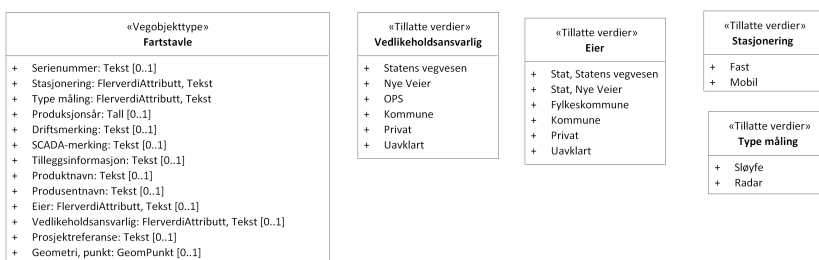 «Vegobjekttype»
Fartstavle
+ Serienummer: Tekst [0..1]
+ Stasjonering: FlerverdiAttributt, Tekst
+ Type måling: FlerverdiAttributt, Tekst
+ Produksjonsår: Tall [0..1]
+ Driftsmerking: Tekst [0..1]
+ SCADA-merking: Tekst [0..1]
+ Tilleggsinformasjon: Tekst [0..1]
+ Produktnavn: Tekst [0..1]
+ Produsentnavn: Tekst [0..1]
+ Eier: FlerverdiAttributt, Tekst [0..1]
+ Vedlikeholdsansvarlig: FlerverdiAttributt, Tekst [0..1]
+ Prosjektreferanse: Tekst [0..1]
+ Geometri, punkt: GeomPunkt [0..1]
«Tillatte verdier»
Vedlikeholdsansvarlig
+ Statens vegvesen
+ Nye Veier
+ OPS
+ Kommune
+ Privat
+ Uavklart
«Tillatte verdier»
Eier
+ Stat, Statens vegvesen
+ Stat, Nye Veier
+ Fylkeskommune
+ Kommune
+ Privat
+ Uavklart
«Tillatte verdier»
Stasjonering
+ Fast
+ Mobil
«Tillatte verdier»
Type måling
+ Sløyfe
+ Radar